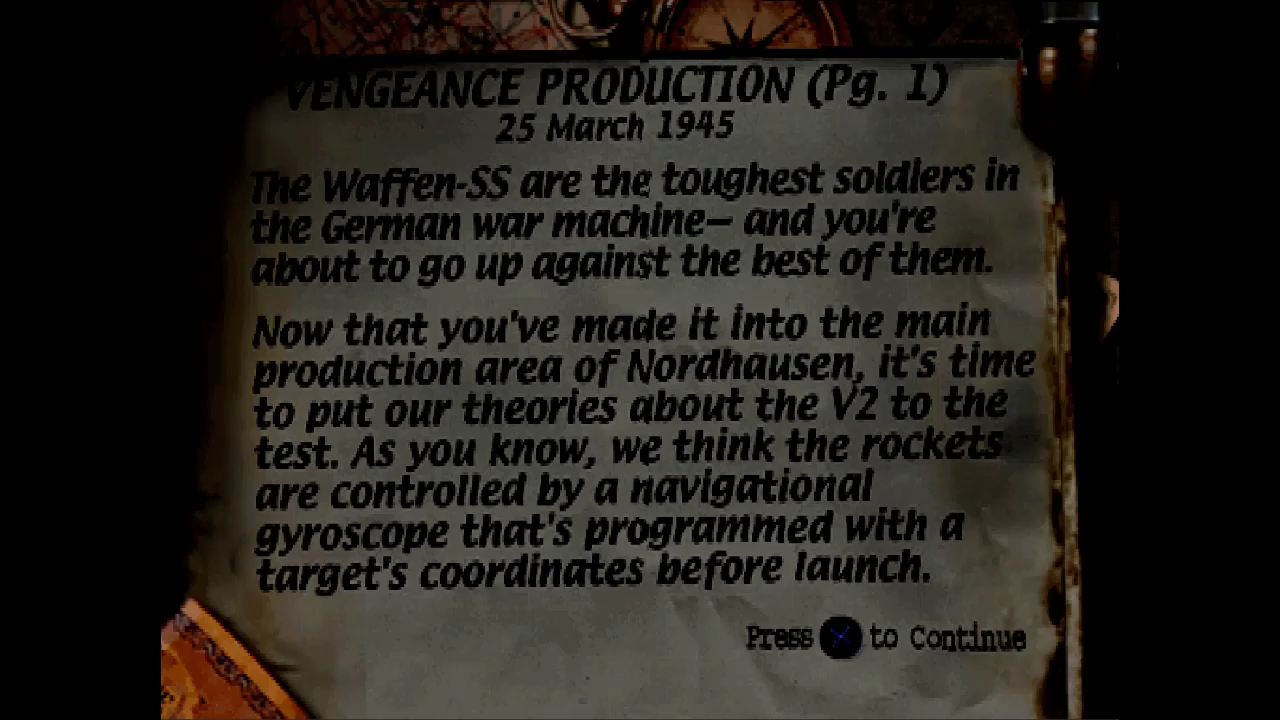 VENGEANCE PRODUCTION (Pg. 1)
25 March 1945
The Waffen-SS are the toughest soldiers in
the German war machine— and you're
about to go up against the best of them.
Now that you've made it into the main
production area of Nordhausen, it's time
to put our theories about the V2 to the
test. As you know, we think the rockets
are controlled by a navigational
gyroscope that's programmed with a
target's coordinates before launch.
Press X to Continue